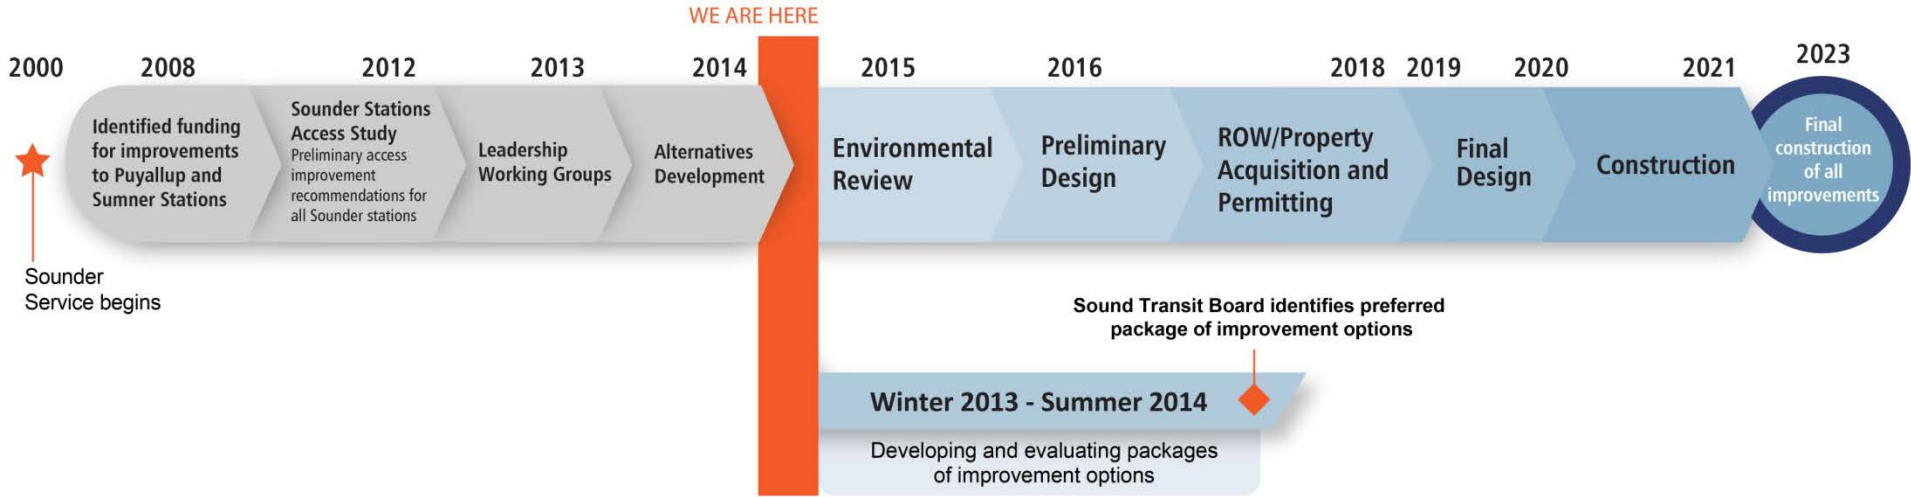 WE ARE HERE
2000 2008 2012 2013 2014 2015 2016 2018 2019 2020 2021 2023
Identified funding
for improvements
to Puyallup and
Sumner Stations
Sounder Stations
Access Study
Preliminary access
improvement
recommendations for
all Sounder stations
Leadership
Working Groups
Alternatives
Development
Environmental
Review
Preliminary
Design
ROW/Property
Acquisition and
Permitting
Final
Design
Construction
Final
construction
of all
improvements
Sounder
Service begins
Sound Transit Board identifies preferred
package of improvement options
Winter 2013 - Summer 2014
Developing and evaluating packages
of improvement options